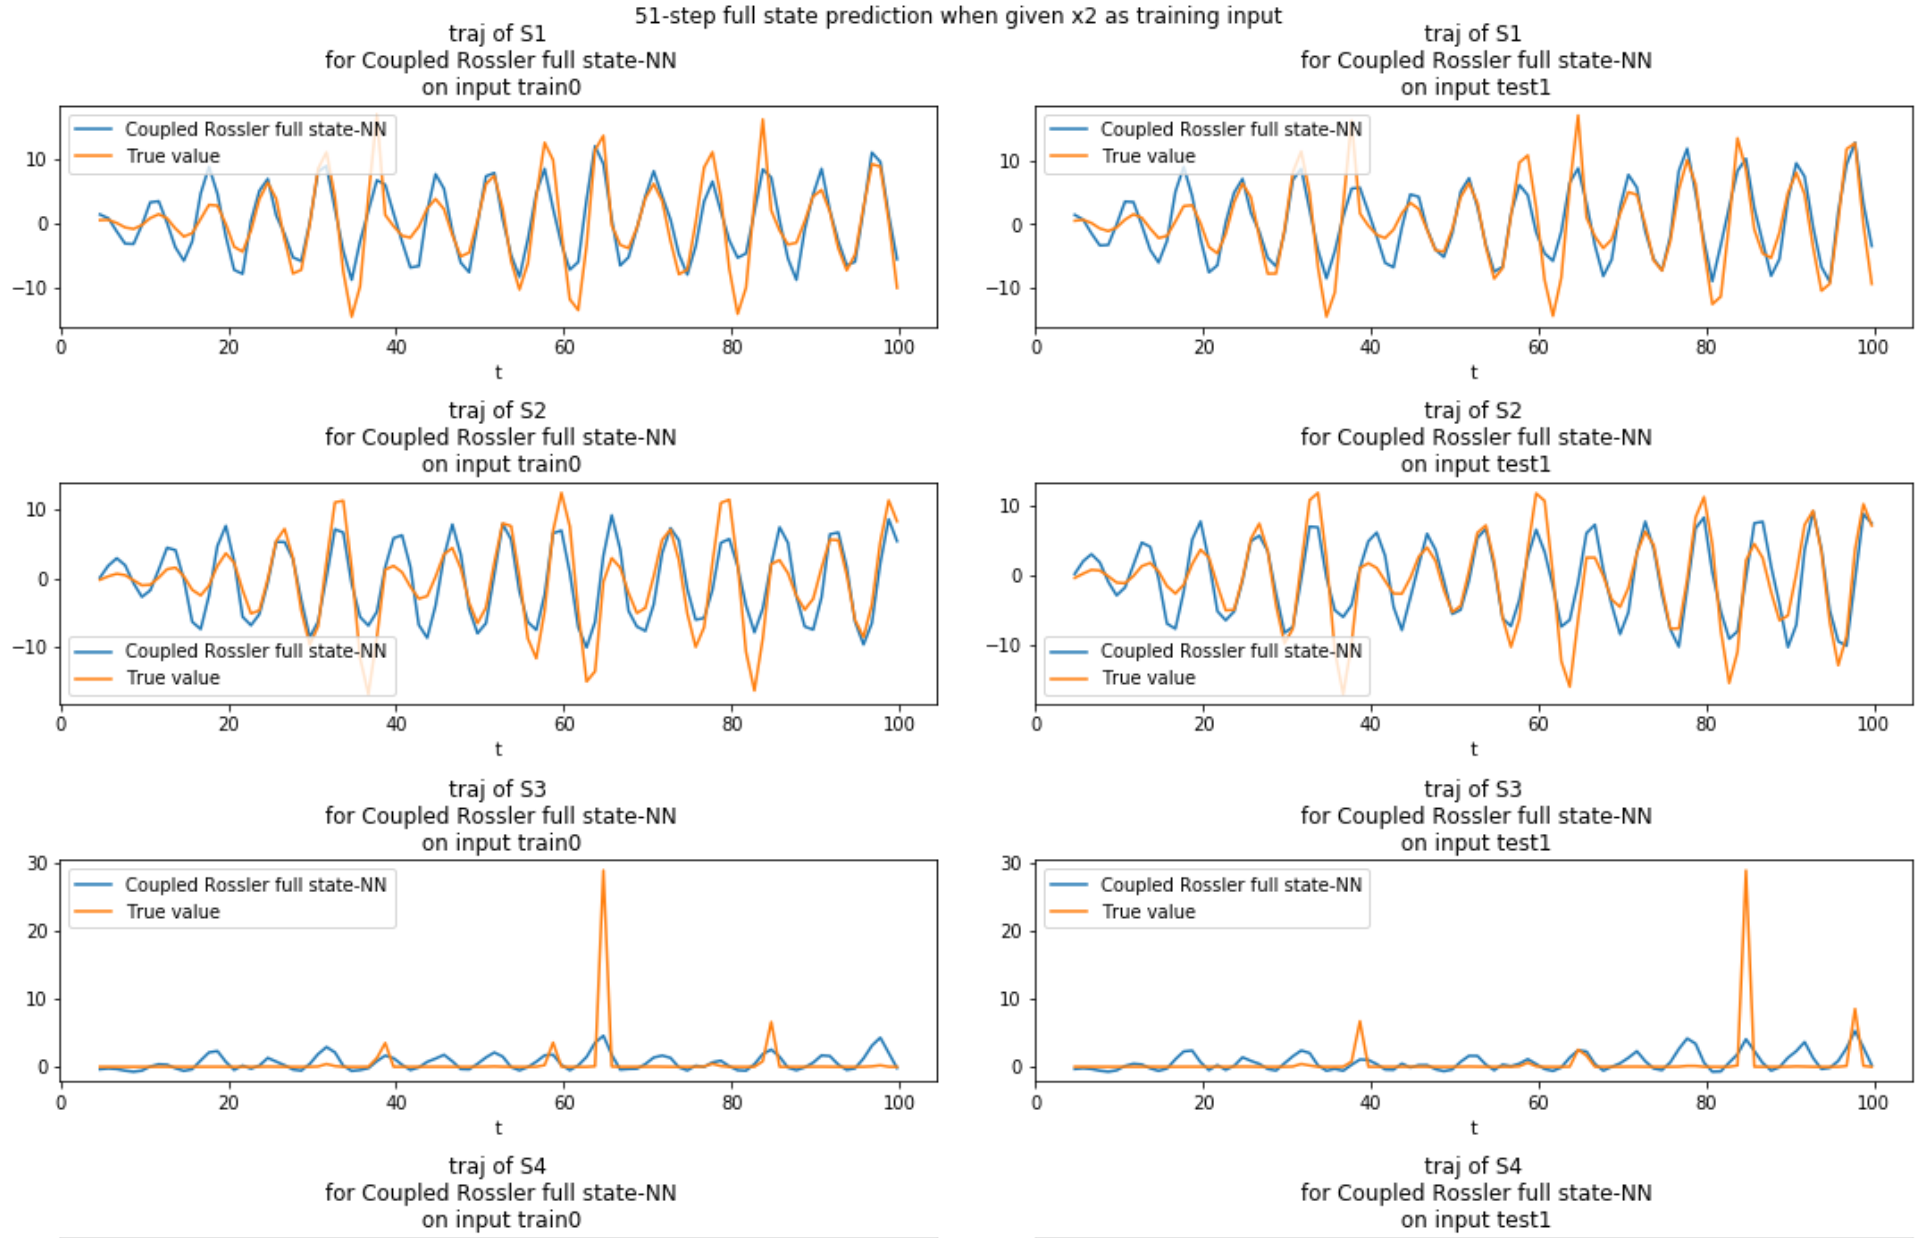 51-step full state prediction when given x2 as training input
traj of S1
for Coupled Rossler full state-NN
on input train0
Coupled Rossler full state-NN
True value
10
0
−10
0 20 40 60 80 100
t
traj of S1
for Coupled Rossler full state-NN
on input test1
Coupled Rossler full state-NN
True value
10
0
−10
0 20 40 60 80 100
t
traj of S2
for Coupled Rossler full state-NN
on input train0
10
0
−10
Coupled Rossler full state-NN
True value
0 20 40 60 80 100
t
traj of S2
for Coupled Rossler full state-NN
on input test1
10
0
−10
Coupled Rossler full state-NN
True value
0 20 40 60 80 100
t
traj of S3
for Coupled Rossler full state-NN
on input train0
30
Coupled Rossler full state-NN
True value
20
10
0
0 20 40 60 80 100
t
traj of S3
for Coupled Rossler full state-NN
on input test1
30
Coupled Rossler full state-NN
True value
20
10
0
0 20 40 60 80 100
t
traj of S4
for Coupled Rossler full state-NN
on input train0
traj of S4
for Coupled Rossler full state-NN
on input test1